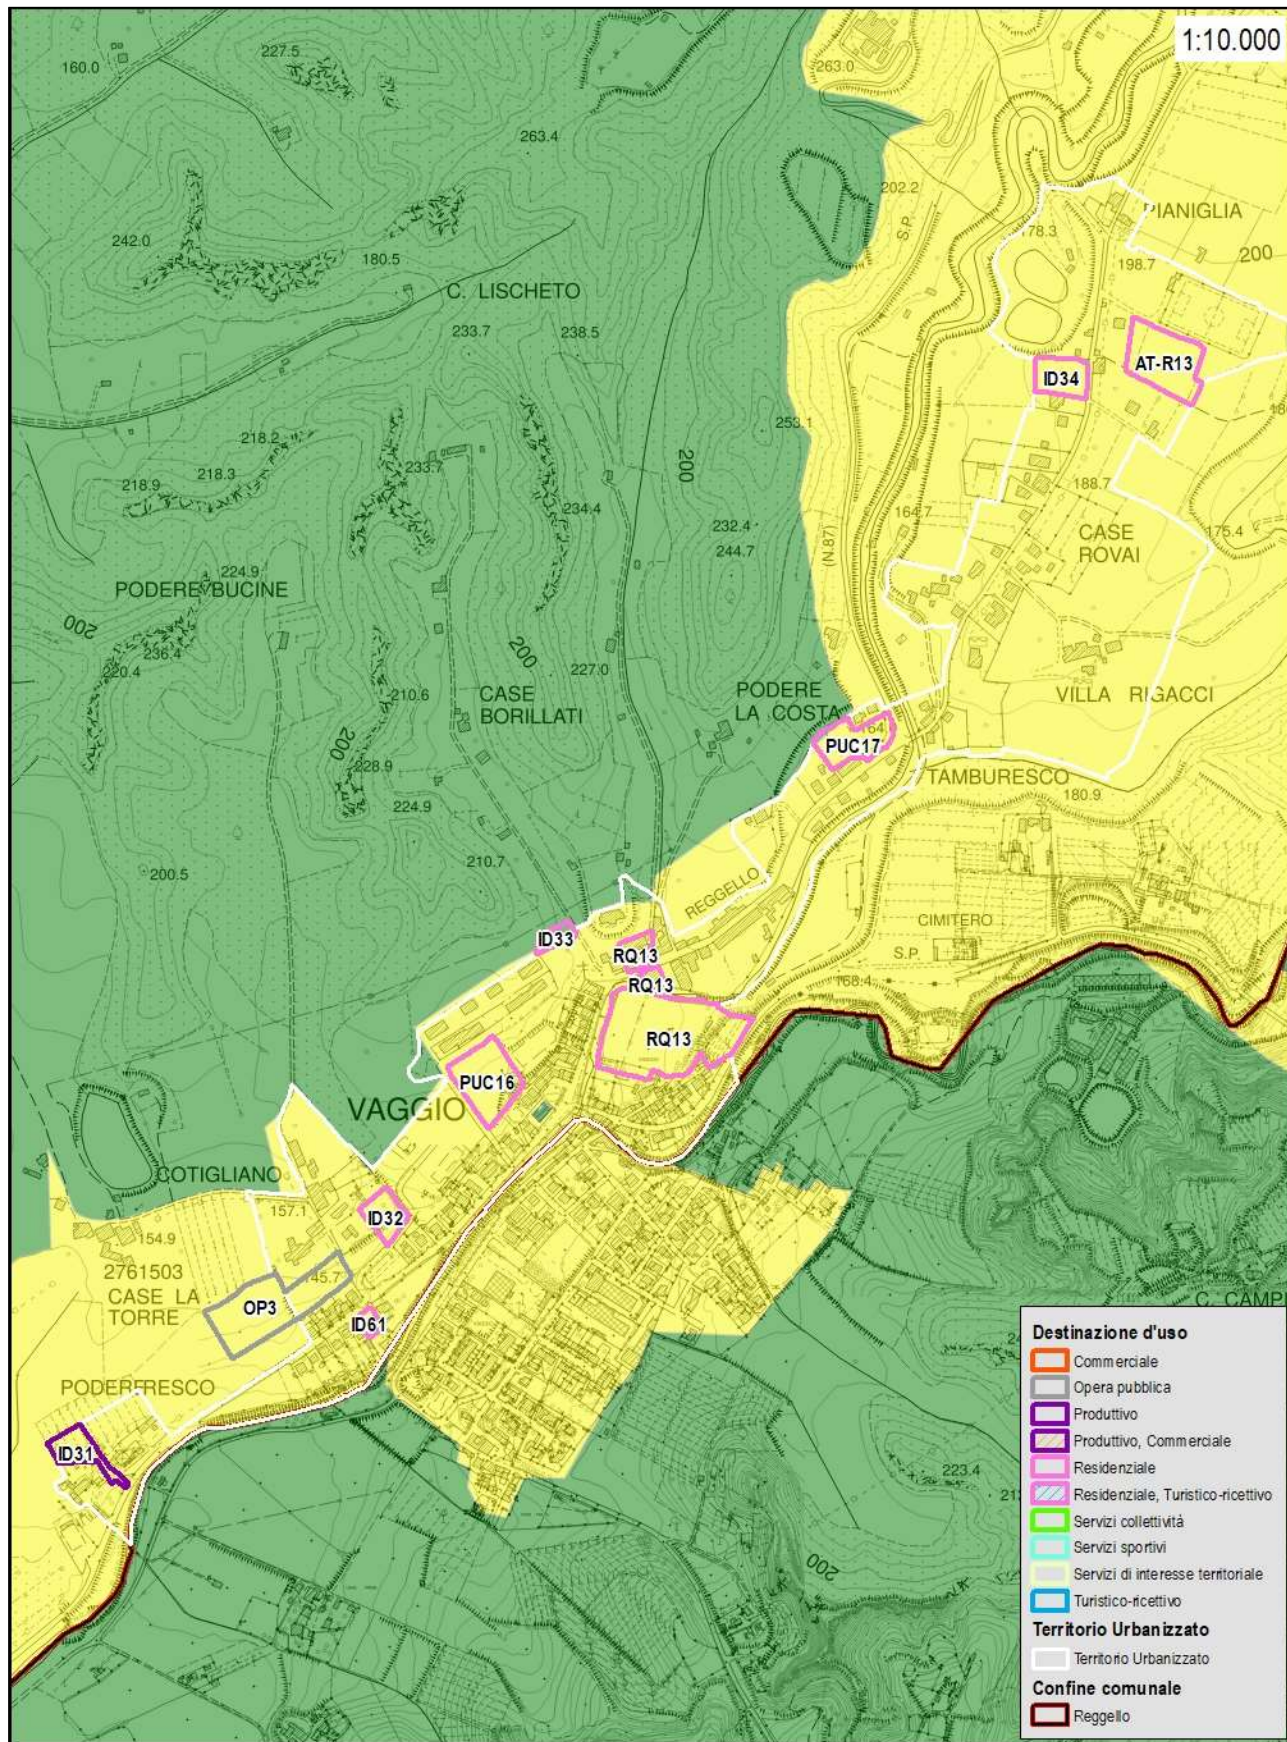 1:10.000
227.5
160.0
263.0
263.4
202.2
S.P.
PIANIGLIA
178.3
242.0
180.5
198.7
200
C. LISCHETO
233.7
238.5
AT-R13
ID34
253.1
218.2
233.7
200
218.3
218.9
188.7
234.4
164.7
232.4
175.4
CASE
ROVAI
244.7
(N.87)
224.9
PODERE BUCINE
200
236.4
220.4
200
227.0
210.6
CASE
BORILLATI
PODERE
LA COSTA
VILLA RIGACCI
164.
PUC17
200
228.9
TAMBURESCO
180.9
224.9
210.7
200.5
REGGELLO
CIMITERO
ID33
S.P.
RQ13
RQ13
168.4
RQ13
PUC16
VAGGIO
COTIGLIANO
157.1
ID32
154.9
2761503
CASE LA
TORRE
145.7
OP3
ID61
C. CAMP
PODERFRESCO
ID31
223.4
200
Destinazione d'uso
Commerciale
Opera pubblica
Produttivo
Produttivo, Commerciale
Residenziale
Residenziale, Turistico-ricettivo
Servizi collettività
Servizi sportivi
Servizi di interesse territoriale
Turistico-ricettivo
Territorio Urbanizzato
Territorio Urbanizzato
Confine comunale
Reggello